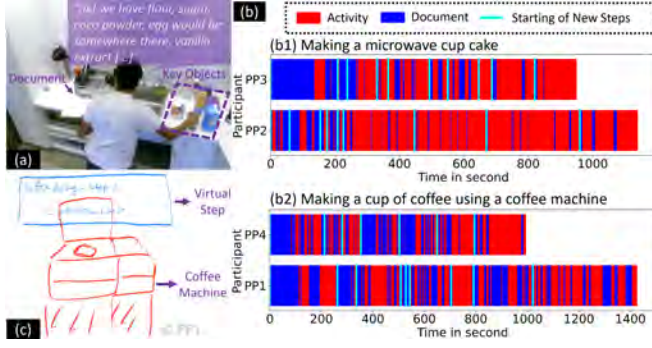 "[...] we have flour, sugar,
coco powder, egg would be
somewhere there, vanilla
extract [...]
Document
Key Objects
(a)
Virtual
Step
Coffee
Machine
(c)
(b)
Activity
Document
Starting of New Steps
(b1) Making a microwave cup cake
Participant
PP3
PP2
0 200 400 600 800 1000
Time in second
(b2) Making a cup of coffee using a coffee machine
Participant
PP4
PP1
0 200 400 600 800 1000 1200 1400
Time in second